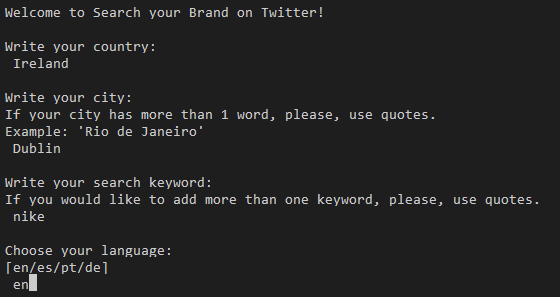 Welcome to Search your Brand on Twitter!
Write your country:
Ireland
Write your city:
If your city has more than 1 word, please, use quotes.
Example: 'Rio de Janeiro'
Dublin
Write your search keyword:
If you would like to add more than one keyword, please, use quotes.
nike
Choose your language:
[en/es/pt/de]
en